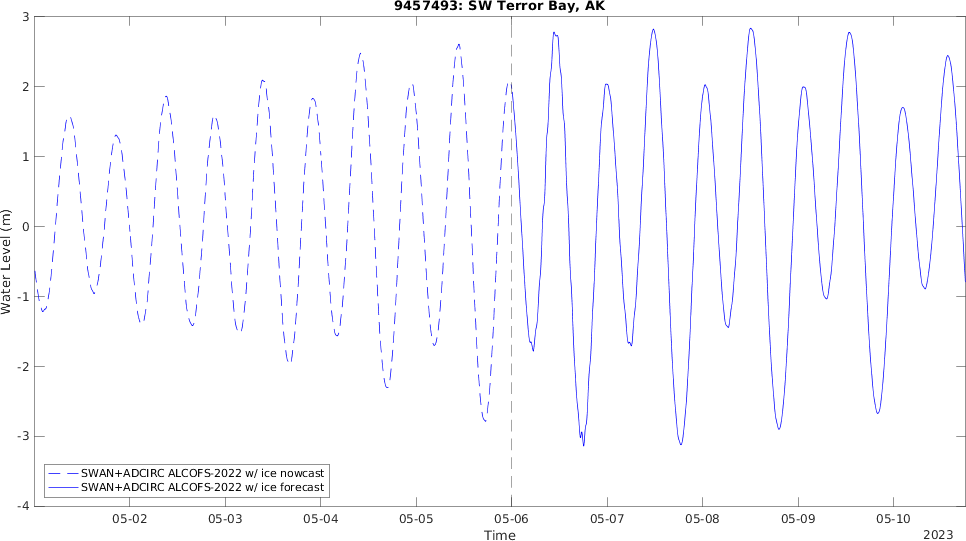 9457493: SW Terror Bay, AK
3
2
1
0
-1
-2
-3
-4
Water Level (m)
SWAN+ADCIRC ALCOFS-2022 w/ ice nowcast
SWAN+ADCIRC ALCOFS-2022 w/ ice forecast
05-02 05-03 05-04 05-05 05-06 05-07 05-08 05-09 05-10
Time
2023